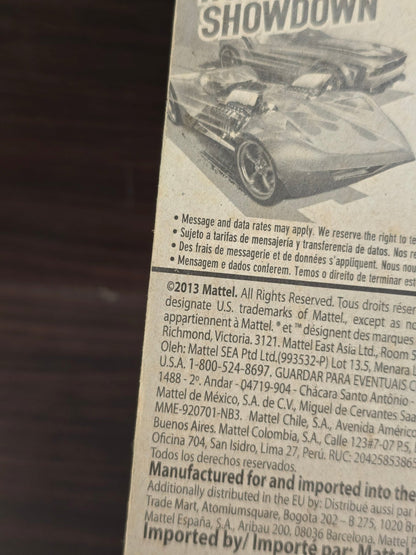 SHOWDOWN
• Message and data rates may apply. We reserve the right to te
• Sujeto a tarifas de mensajería y transferencia de datos. Nos re
• Des frais de messagerie et de données s'appliquent. Nous nou
• Mensagem e dados conferem. Temos o direito de terminar est
©2013 Mattel. All Rights Reserved. Tous droits réser
designate U.S. trademarks of Mattel, except as no
appartiennent à Mattel. ® et ™ désignent des marques
Richmond, Victoria. 3121. Mattel East Asia Ltd., Room 5
Oleh: Mattel SEA Ptd Ltd.(993532-P) Lot 13.5, Menara L
U.S.A. 1-800-524-8697. GUARDAR PARA EVENTUAIS C
1488 - 2º. Andar - 04719-904 - Chácara Santo Antônio -
Mattel de México, S.A. de C.V., Miguel de Cervantes Saa
MME-920701-NB3. Mattel Chile, S.A., Avenida Améric
Buenos Aires. Mattel Colombia, S.A., Calle 123#7-07 P.5,
Oficina 704, San Isidro, Lima 27, Perú. RUC: 2042585386
Todos los derechos reservados.
Manufactured for and imported into the
Additionally distributed in the EU by: Distribué aussi par
Trade Mart, Atomiumsquare, Bogota 202 – B 275, 1020 Br
Mattel España, S.A., Aribau 200, 08036 Barcelona. Mattel
Imported by/ Importé par: Matt